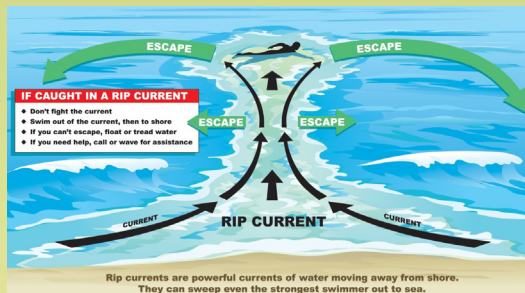 ESCAPE
ESCAPE
IF CAUGHT IN A RIP CURRENT
◆ Don't fight the current
◆ Swim out of the current, then to shore
◆ If you can't escape, float or tread water
◆ If you need help, call or wave for assistance
ESCAPE
ESCAPE
RIP CURRENT
CURRENT
CURRENT
Rip currents are powerful currents of water moving away from shore.
They can sweep even the strongest swimmer out to sea.